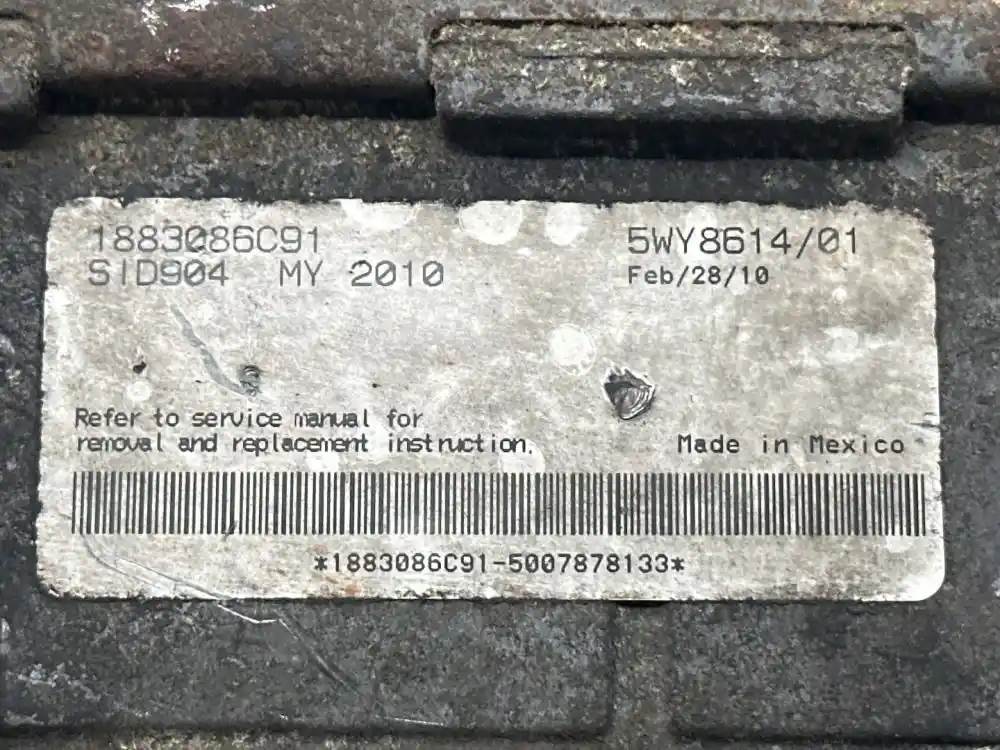 1883086C91 5WY8614/01
SID904 MY 2010 Feb/28/10
Refer to service manual for
removal and replacement instruction. Made in Mexico
*1883086C91-5007878133*